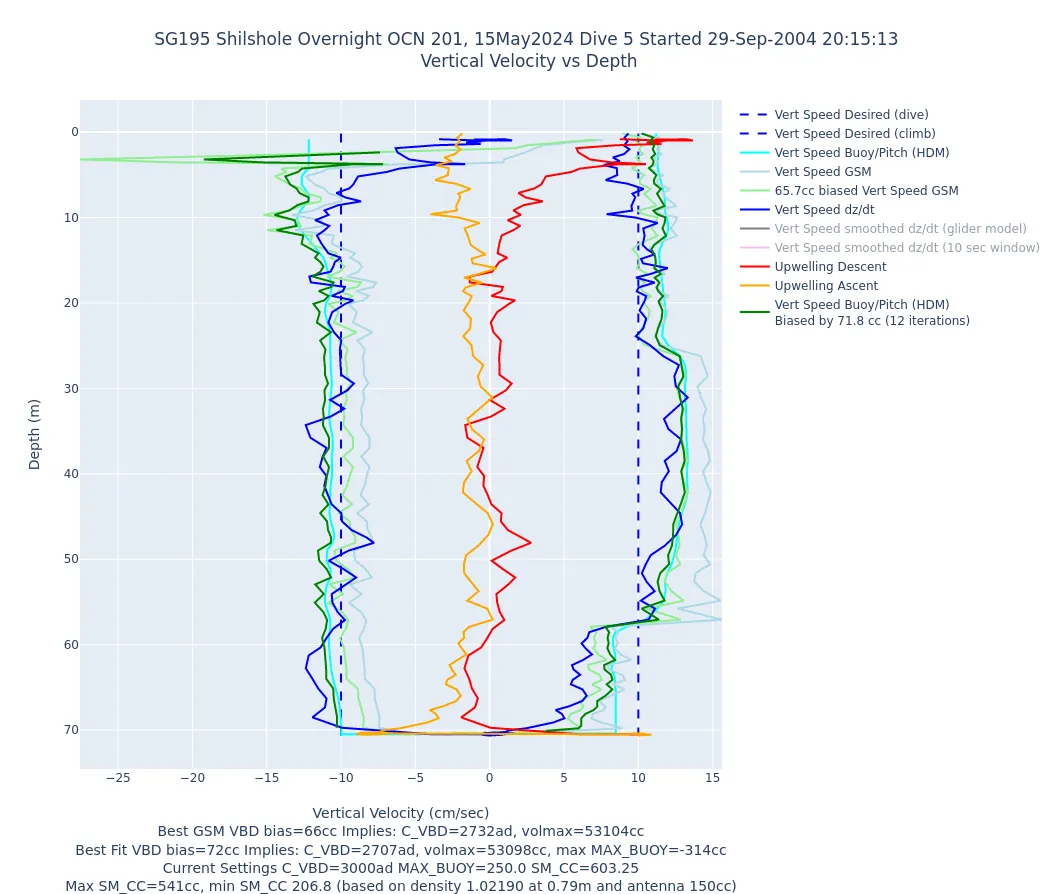 SG195 Shilshole Overnight OCN 201, 15May2024 Dive 5 Started 29-Sep-2004 20:15:13
Vertical Velocity vs Depth
Vert Speed Desired (dive)
Vert Speed Desired (climb)
Vert Speed Buoy/Pitch (HDM)
Vert Speed GSM
65.7cc biased Vert Speed GSM
Vert Speed dz/dt
Vert Speed smoothed dz/dt (glider model)
Vert Speed smoothed dz/dt (10 sec window)
Upwelling Descent
Upwelling Ascent
Vert Speed Buoy/Pitch (HDM)
Biased by 71.8 cc (12 iterations)
Depth (m)
0
10
20
30
40
50
60
70
−25
−20
−15
−10
−5
0
5
10
15
Vertical Velocity (cm/sec)
Best GSM VBD bias=66cc Implies: C_VBD=2732ad, volmax=53104cc
Best Fit VBD bias=72cc Implies: C_VBD=2707ad, volmax=53098cc, max MAX_BUOY=-314cc
Current Settings C_VBD=3000ad MAX_BUOY=250.0 SM_CC=603.25
Max SM_CC=541cc, min SM_CC 206.8 (based on density 1.02190 at 0.79m and antenna 150cc)